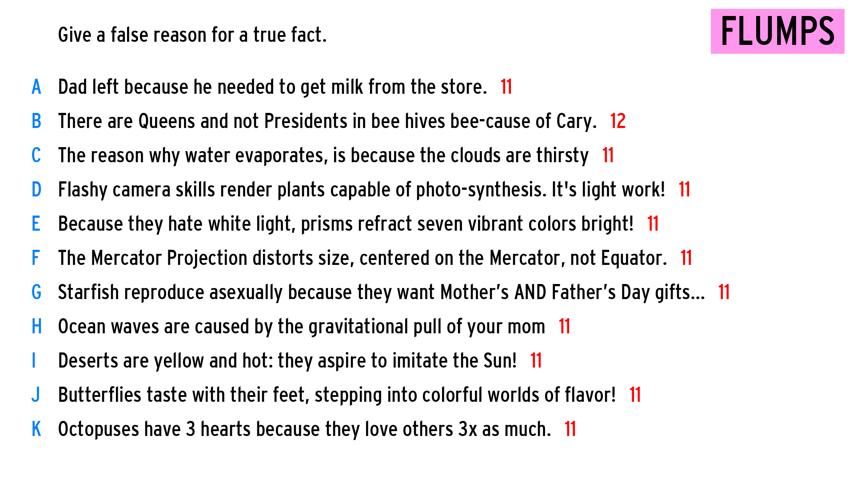 Give a false reason for a true fact.
FLUMPS
A Dad left because he needed to get milk from the store. 11
B There are Queens and not Presidents in bee hives bee-cause of Cary. 12
C The reason why water evaporates, is because the clouds are thirsty 11
D Flashy camera skills render plants capable of photo-synthesis. It's light work! 11
E Because they hate white light, prisms refract seven vibrant colors bright! 11
F The Mercator Projection distorts size, centered on the Mercator, not Equator. 11
G Starfish reproduce asexually because they want Mother’s AND Father’s Day gifts... 11
H Ocean waves are caused by the gravitational pull of your mom 11
I Deserts are yellow and hot: they aspire to imitate the Sun! 11
J Butterflies taste with their feet, stepping into colorful worlds of flavor! 11
K Octopuses have 3 hearts because they love others 3x as much. 11